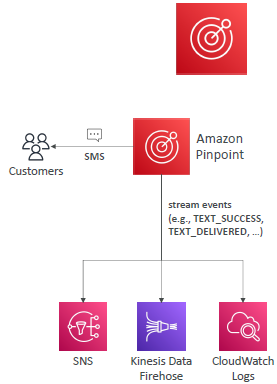 Amazon
Pinpoint
SMS
Customers
stream events
(e.g., TEXT_SUCCESS,
TEXT_DELIVERED, ...)
SNS
Kinesis Data
Firehose
CloudWatch
Logs